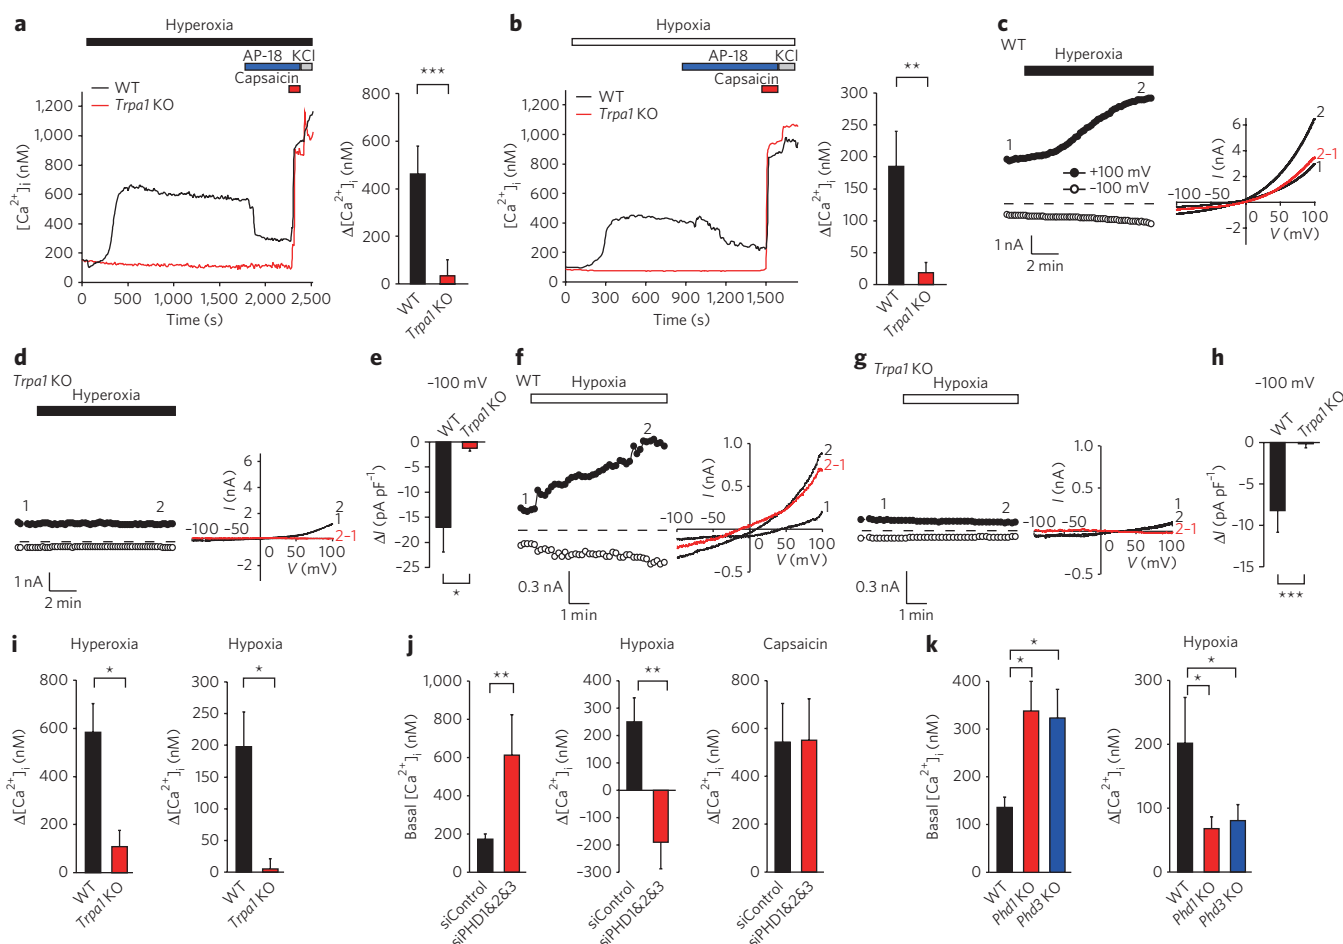 a
Hyperoxia
AP-18 KCl
Capsaicin
WT
Trpa1 KO
1,200
1,000
800
600
400
200
0
[Ca2+]i (nM)
0 500 1,000 1,500 2,000 2,500
Time (s)
***
800
600
400
200
0
Δ[Ca2+]i (nM)
WT
Trpa1 KO
b
Hypoxia
AP-18 KCl
Capsaicin
WT
Trpa1 KO
1,200
1,000
800
600
400
200
0
[Ca2+]i (nM)
0 300 600 900 1,200 1,500
Time (s)
**
300
250
200
150
100
50
0
Δ[Ca2+]i (nM)
WT
Trpa1 KO
c
WT
Hyperoxia
1
2
+100 mV
-100 mV
1 nA
2 min
I (nA)
6
4
2
-2
-100 -50
0 50 100
V (mV)
2
2-1
1
d
Trpa1 KO
Hyperoxia
1
2
1 nA
2 min
I (nA)
6
4
2
-2
-100 -50
0 50 100
V (mV)
2
1
2-1
e
-100 mV
WT
Trpa1 KO
0
-5
-10
-15
-20
-25
ΔI (pA pF-1)
*
f
WT
Hypoxia
1
2
0.3 nA
1 min
I (nA)
1.0
0.5
-0.5
-100 -50
0 50 100
V (mV)
2
2-1
1
g
Trpa1 KO
Hypoxia
1
2
0.3 nA
1 min
I (nA)
1.0
0.5
-0.5
-100 -50
0 50 100
V (mV)
1
2
2-1
h
-100 mV
WT
Trpa1 KO
0
-5
-10
-15
ΔI (pA pF-1)
***
i
Hyperoxia
*
800
600
400
200
0
Δ[Ca2+]i (nM)
WT
Trpa1 KO
Hypoxia
*
300
250
200
150
100
50
0
Δ[Ca2+]i (nM)
WT
Trpa1 KO
j
**
1,000
800
600
400
200
0
Basal [Ca2+]i (nM)
siControl
siPHD1&2&3
Hypoxia
**
400
300
200
100
0
-100
-200
-300
Δ[Ca2+]i (nM)
siControl
siPHD1&2&3
Capsaicin
800
600
400
200
0
Δ[Ca2+]i (nM)
siControl
siPHD1&2&3
k
*
*
400
300
200
100
0
Basal [Ca2+]i (nM)
WT
Phd1 KO
Phd3 KO
Hypoxia
*
*
300
200
100
0
Δ[Ca2+]i (nM)
WT
Phd1 KO
Phd3 KO